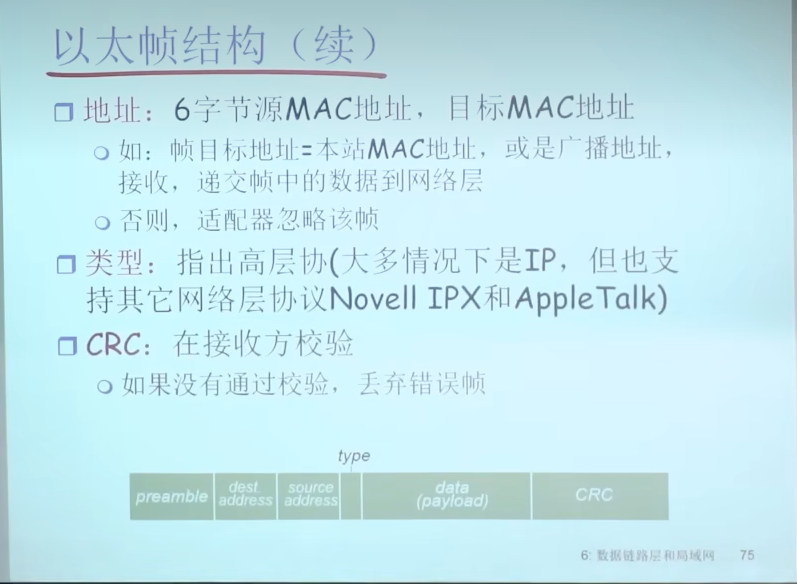 以太帧结构（续）
地址：6字节源MAC地址，目标MAC地址
如：帧目标地址=本站MAC地址，或是广播地址，
接收，递交帧中的数据到网络层
否则，适配器忽略该帧
类型：指出高层协(大多情况下是IP，但也支
持其它网络层协议Novell IPX和AppleTalk)
CRC：在接收方校验
如果没有通过校验，丢弃错误帧
type
preamble
dest.
address
source
address
data
(payload)
CRC
6: 数据链路层和局域网 75